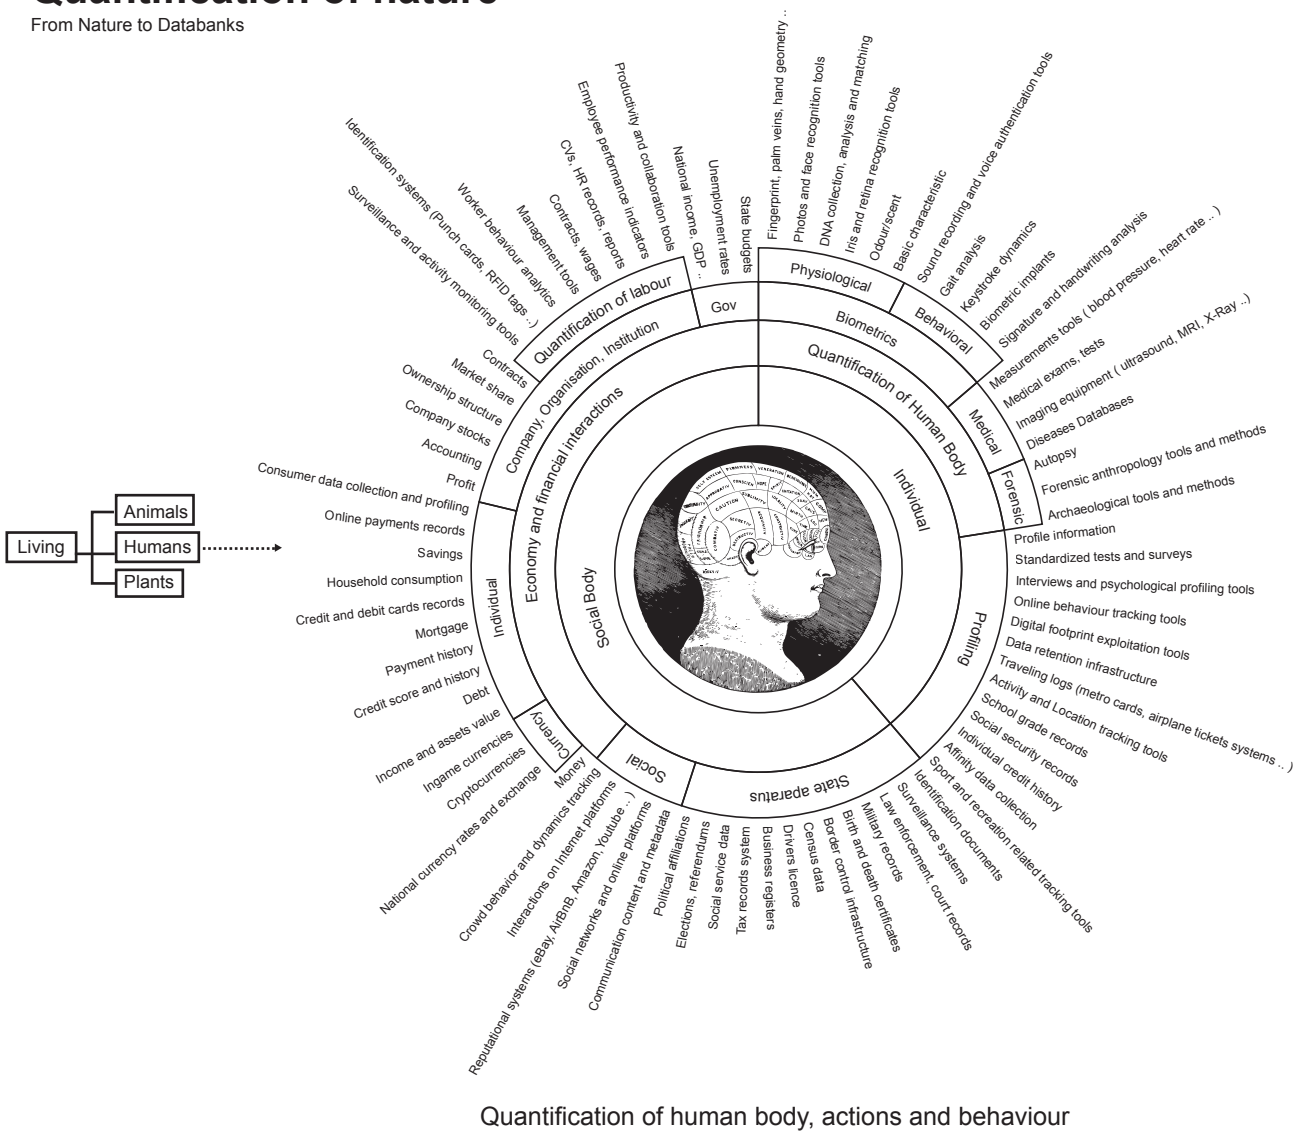 Quantification of nature
From Nature to Databanks
Living
Animals
Humans
Plants
Individual
Social Body
Quantification of Human Body
Profiling
State apparatus
Social
Economy and financial interactions
Biometrics
Medical
Forensic
Physiological
Behavioral
Gov
Company, Organisation, Institution
Quantification of labour
Individual
Currency
Fingerprint, palm veins, hand geometry ..
Photos and face recognition tools
DNA collection, analysis and matching
Iris and retina recognition tools
Odour/scent
Basic characteristic
Sound recording and voice authentication tools
Gait analysis
Keystroke dynamics
Biometric implants
Signature and handwriting analysis
Measurements tools ( blood pressure, heart rate .. )
Medical exams, tests
Imaging equipment ( ultrasound, MRI, X-Ray ..)
Diseases Databases
Autopsy
Forensic anthropology tools and methods
Archaeological tools and methods
Profile information
Standardized tests and surveys
Interviews and psychological profiling tools
Online behaviour tracking tools
Digital footprint exploitation tools
Data retention infrastructure
Traveling logs (metro cards, airplane tickets systems .. )
Activity and Location tracking tools
School grade records
Social security records
Individual credit history
Affinity data collection
Sport and recreation related tracking tools
Identification documents
Surveillance systems
Law enforcement, court records
Military records
Birth and death certificates
Border control infrastructure
Census data
Drivers licence
Business registers
Tax records system
Social service data
Elections, referendums
Political affiliations
Communication content and metadata
Social networks and online platforms
Reputational systems (eBay, AirBnB, Amazon, Youtube .. )
Interactions on Internet platforms
Crowd behavior and dynamics tracking
Money
National currency rates and exchange
Cryptocurrencies
Ingame currencies
Income and assets value
Debt
Credit score and history
Payment history
Mortgage
Credit and debit cards records
Household consumption
Savings
Online payments records
Consumer data collection and profiling
Profit
Accounting
Company stocks
Ownership structure
Market share
Contracts
Surveillance and activity monitoring tools
Identification systems (Punch cards, RFID tags ..)
Worker behaviour analytics
Management tools
Contracts, wages
CVs, HR records, reports
Employee performance indicators
Productivity and collaboration tools
National income, GDP ..
Unemployment rates
State budgets
Quantification of human body, actions and behaviour